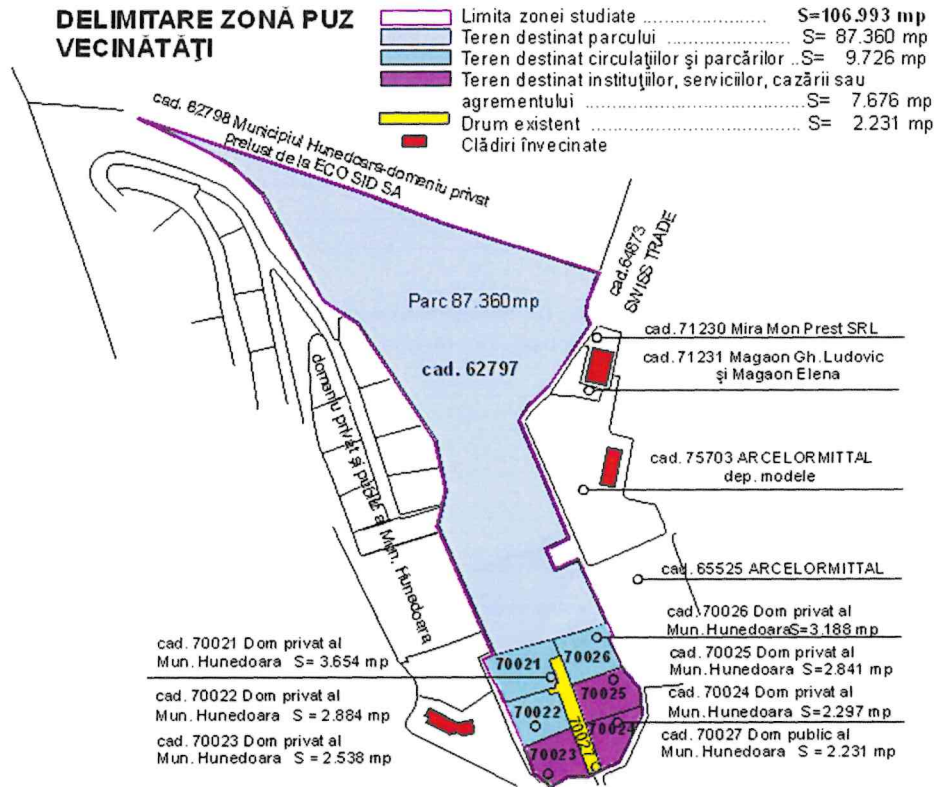 DELIMITARE ZONĂ PUZ
VECINĂTĂŢI
Limita zonei studiate ........................ S=106.993 mp
Teren destinat parcului ........................ S= 87.360 mp
Teren destinat circulaţiilor şi parcărilor .. S= 9.726 mp
Teren destinat instituţiilor, serviciilor, cazării sau
agrementului ........................................ S= 7.676 mp
Drum existent ........................................ S= 2.231 mp
Clădiri învecinate
cad. 62798 Municipiul Hunedoara-domeniu privat
preluat de la ECO SID SA
cad.64873
SWISS TRADE
Parc 87.360mp
cad. 62797
cad. 71230 Mira Mon Prest SRL
cad.71231 Magaon Gh. Ludovic
şi Magaon Elena
domeniu privat şi public al Mun. Hunedoara
cad. 75703 ARCELORMITTAL
dep. modele
cad. 65525 ARCELORMITTAL
cad. 70026 Dom privat al
Mun. Hunedoara S=3.188 mp
cad. 70021 Dom privat al
Mun. Hunedoara S= 3.654 mp
cad. 70025 Dom privat al
Mun. Hunedoara S=2.841 mp
cad. 70022 Dom privat al
Mun. Hunedoara S = 2.884 mp
cad. 70024 Dom privat al
Mun. Hunedoara S=2.297 mp
cad. 70023 Dom privat al
Mun. Hunedoara S = 2.538 mp
cad. 70027 Dom public al
Mun. Hunedoara S = 2.231 mp
70021
70026
70025
70022
70024
70027
70023